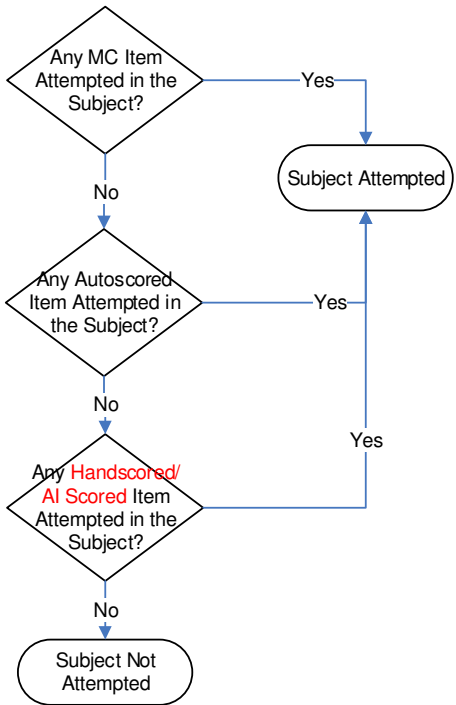 Any MC Item
Attempted in the
Subject?
Yes
Subject Attempted
No
Any Autoscored
Item Attempted in
the Subject?
Yes
No
Any Handscored/
AI Scored Item
Attempted in the
Subject?
Yes
No
Subject Not
Attempted